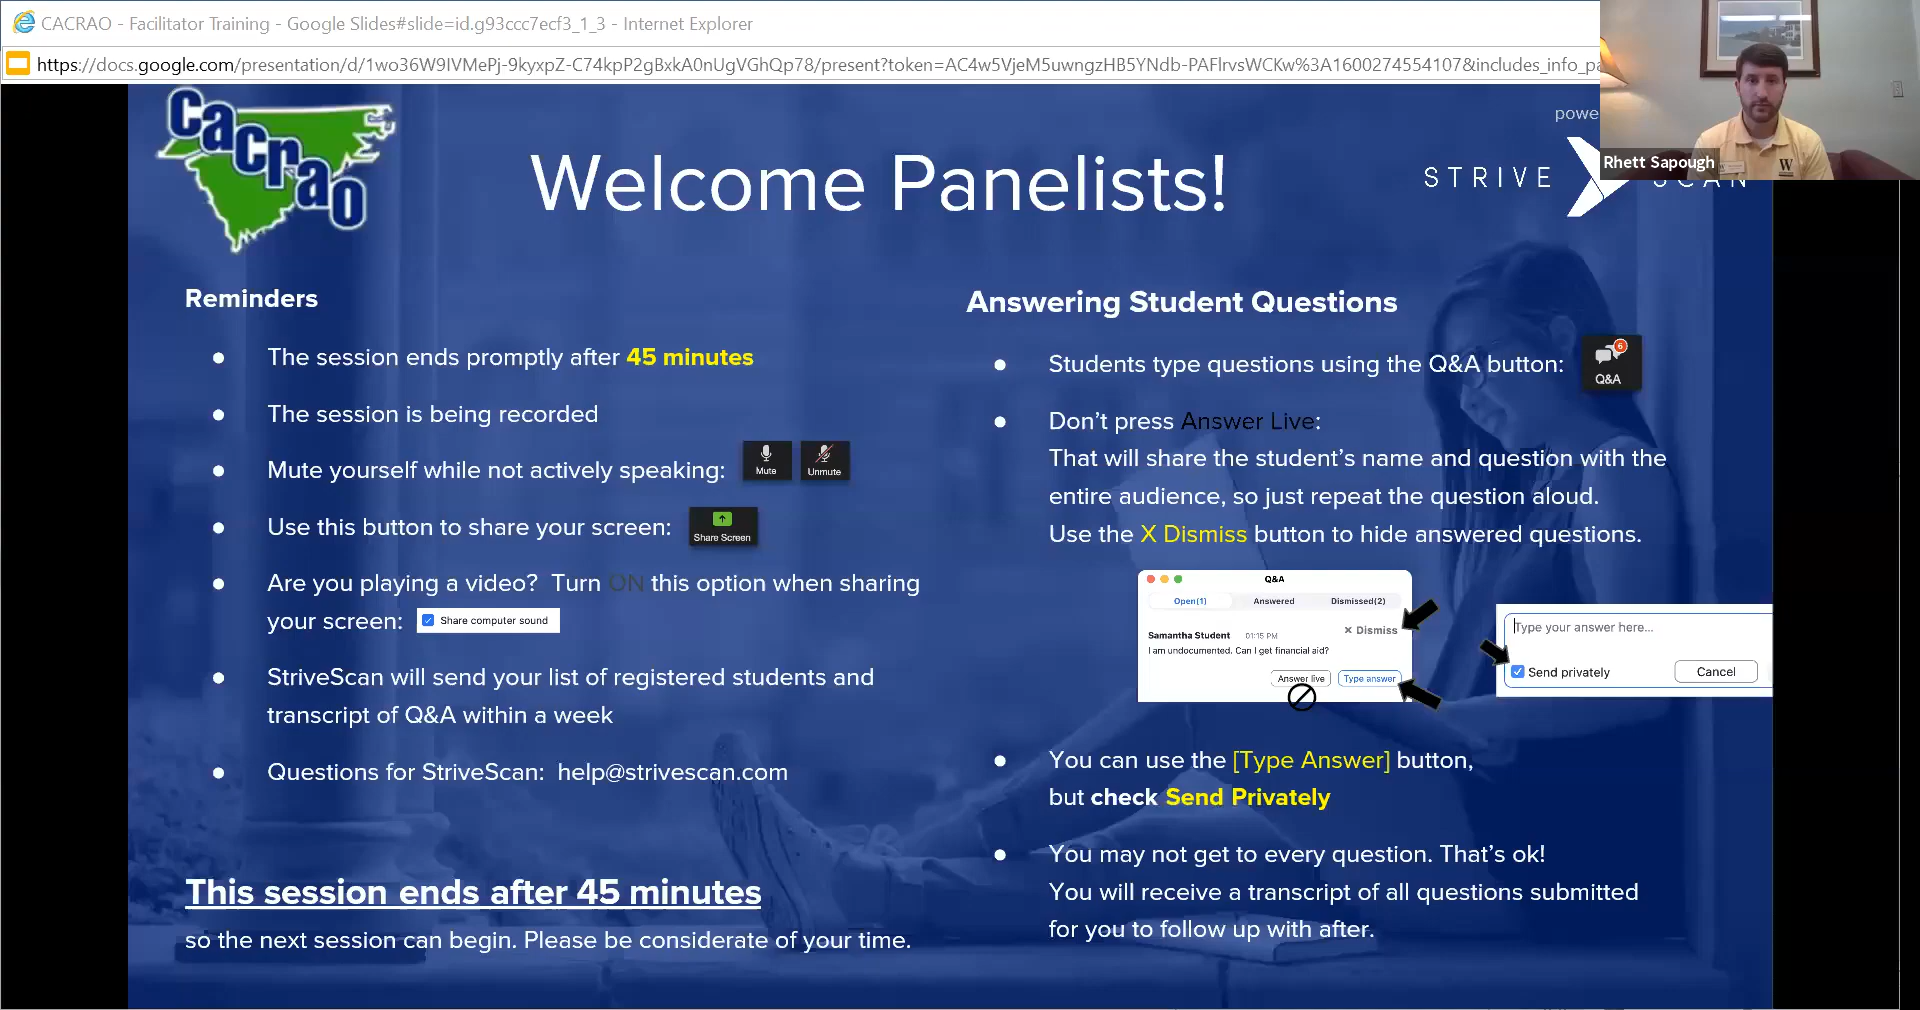 CACRAO - Facilitator Training - Google Slides#slide=id.g93ccc7ecf3_1_3 - Internet Explorer
https://docs.google.com/presentation/d/1wo36W9IVMePj-9kyxpZ-C74kpP2gBxkA0nUgVGhQp78/present?token=AC4w5VjeM5uwngzHB5YNdb-PAFlrvsWCKw%3A1600274554107&includes_info_pa
Cacrao
Welcome Panelists!
powe
STRIVE SCAN
Rhett Sapough
W
Reminders
The session ends promptly after 45 minutes
The session is being recorded
Mute yourself while not actively speaking:
Mute
Unmute
Use this button to share your screen:
Share Screen
Are you playing a video? Turn ON this option when sharing
your screen:
Share computer sound
StriveScan will send your list of registered students and
transcript of Q&A within a week
Questions for StriveScan: help@strivescan.com
This session ends after 45 minutes
so the next session can begin. Please be considerate of your time.
Answering Student Questions
Students type questions using the Q&A button:
6
Q&A
Don't press Answer Live:
That will share the student's name and question with the
entire audience, so just repeat the question aloud.
Use the X Dismiss button to hide answered questions.
Q&A
Open(1) Answered Dismissed(2)
Samantha Student 01:15 PM
× Dismiss
I am undocumented. Can I get financial aid?
Answer live Type answer
Type your answer here...
Send privately
Cancel
You can use the [Type Answer] button,
but check Send Privately
You may not get to every question. That's ok!
You will receive a transcript of all questions submitted
for you to follow up with after.